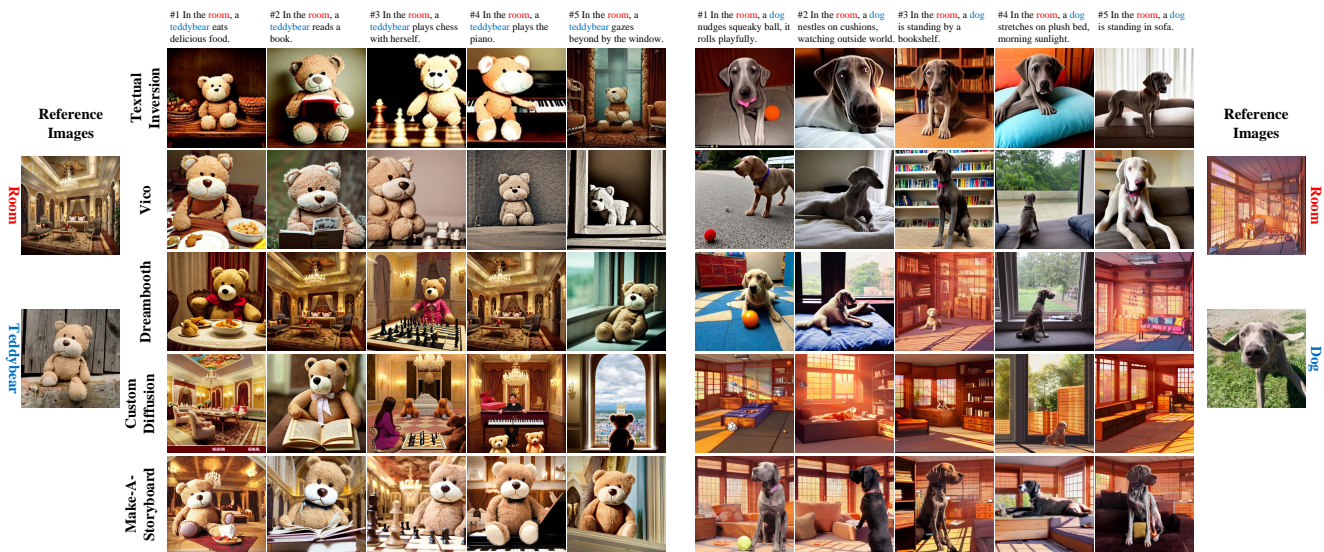 #1 In the room, a
teddybear eats
delicious food.
#2 In the room, a
teddybear reads a
book.
#3 In the room, a
teddybear plays chess
with herself.
#4 In the room, a
teddybear plays the
piano.
#5 In the room, a
teddybear gazes
beyond by the window.
#1 In the room, a dog
nudges squeaky ball, it
rolls playfully.
#2 In the room, a dog
nestles on cushions,
watching outside world.
#3 In the room, a dog
is standing by a
bookshelf.
#4 In the room, a dog
stretches on plush bed,
morning sunlight.
#5 In the room, a dog
is standing in sofa.
Reference
Images
Room
Teddybear
Textual
Inversion
Vico
Dreambooth
Custom
Diffusion
Make-A-
Storyboard
Reference
Images
Room
Dog